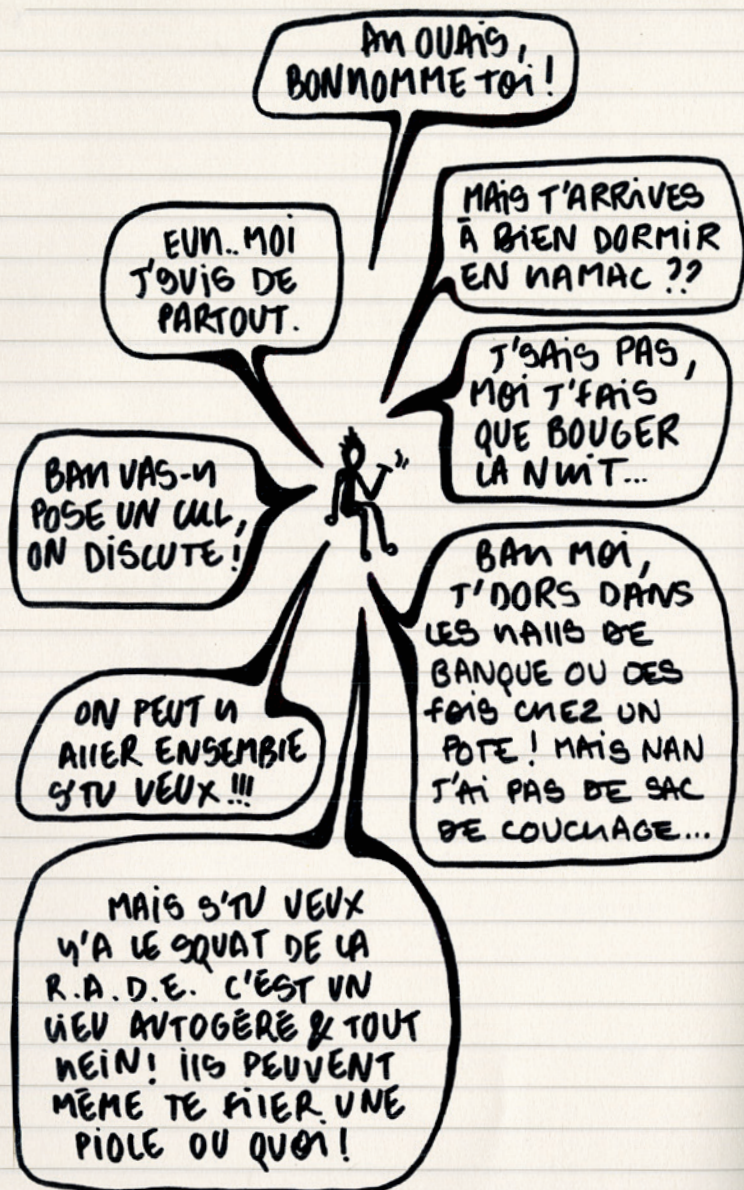 AH OUAIS,
BONHOMME TOI !
EUH.. MOI
J'SUIS DE
PARTOUT.
MAIS T'ARRIVES
À BIEN DORMIR
EN HAMAC ??
J'SAIS PAS,
MOI J'FAIS
QUE BOUGER
LA NUIT...
BAH VAS-Y
POSE UN CUL,
ON DISCUTE !
BAH MOI,
J'DORS DANS
LES HALLS DE
BANQUE OU DES
FOIS CHEZ UN
POTE ! MAIS NAN
J'AI PAS DE SAC
DE COUCHAGE...
ON PEUT Y
ALLER ENSEMBLE
S'TU VEUX !!!
MAIS S'TU VEUX
Y'A LE SQUAT DE LA
R.A.D.E. C'EST UN
LIEU AUTOGÉRÉ & TOUT
HEIN ! ILS PEUVENT
MÊME TE FILER UNE
PIOLE OU QUOI !